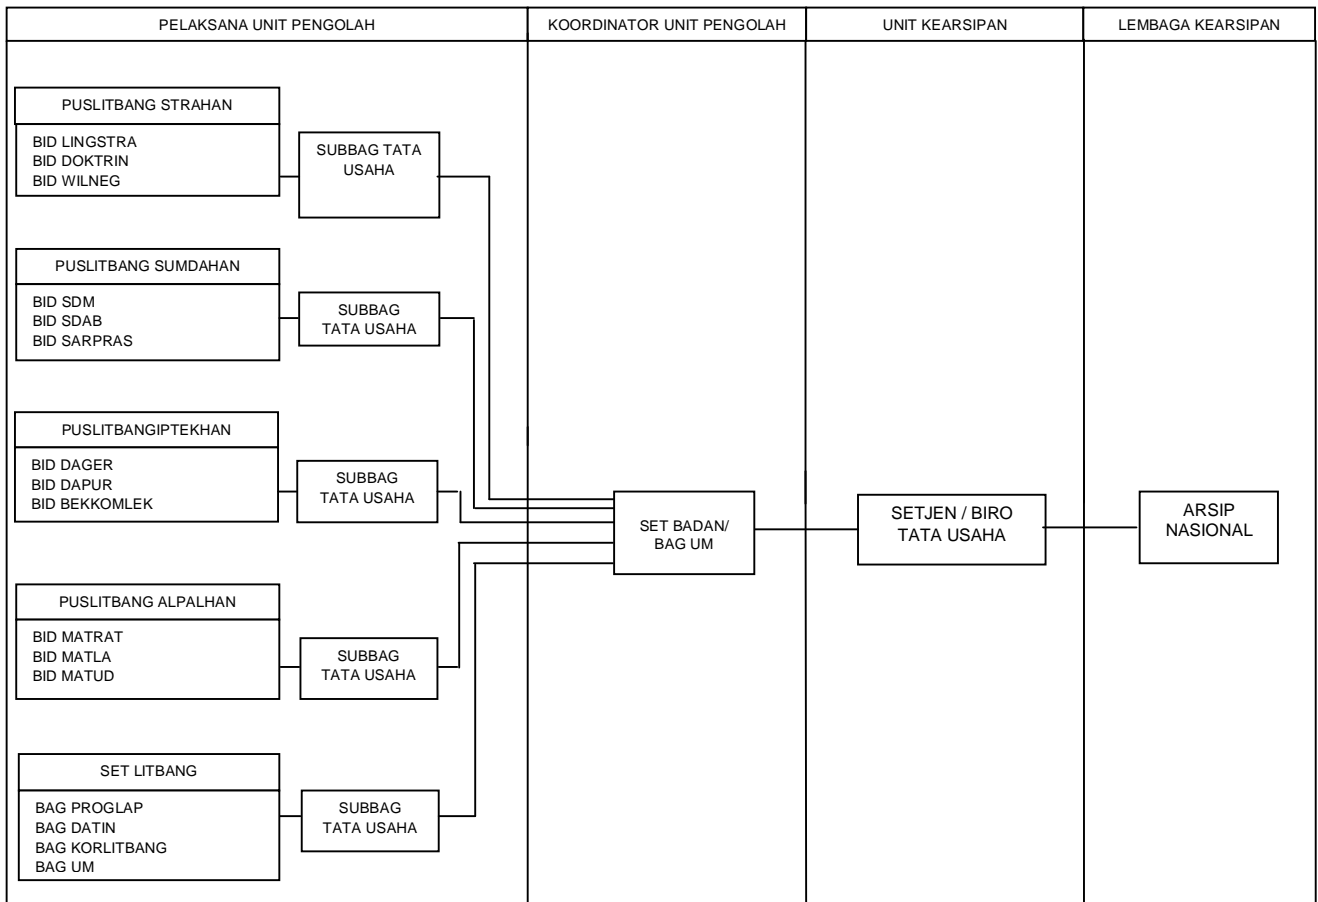 PELAKSANA UNIT PENGOLAH
KOORDINATOR UNIT PENGOLAH
UNIT KEARSIPAN
LEMBAGA KEARSIPAN
PUSLITBANG STRAHAN
BID LINGSTRA
BID DOKTRIN
BID WILNEG
SUBBAG TATA
USAHA
PUSLITBANG SUMDAHAN
BID SDM
BID SDAB
BID SARPRAS
SUBBAG
TATA USAHA
PUSLITBANGIPTEKHAN
BID DAGER
BID DAPUR
BID BEKKOMLEK
SUBBAG
TATA USAHA
PUSLITBANG ALPALHAN
BID MATRAT
BID MATLA
BID MATUD
SUBBAG
TATA USAHA
SET LITBANG
BAG PROGLAP
BAG DATIN
BAG KORLITBANG
BAG UM
SUBBAG
TATA USAHA
SET BADAN/
BAG UM
SETJEN / BIRO
TATA USAHA
ARSIP
NASIONAL